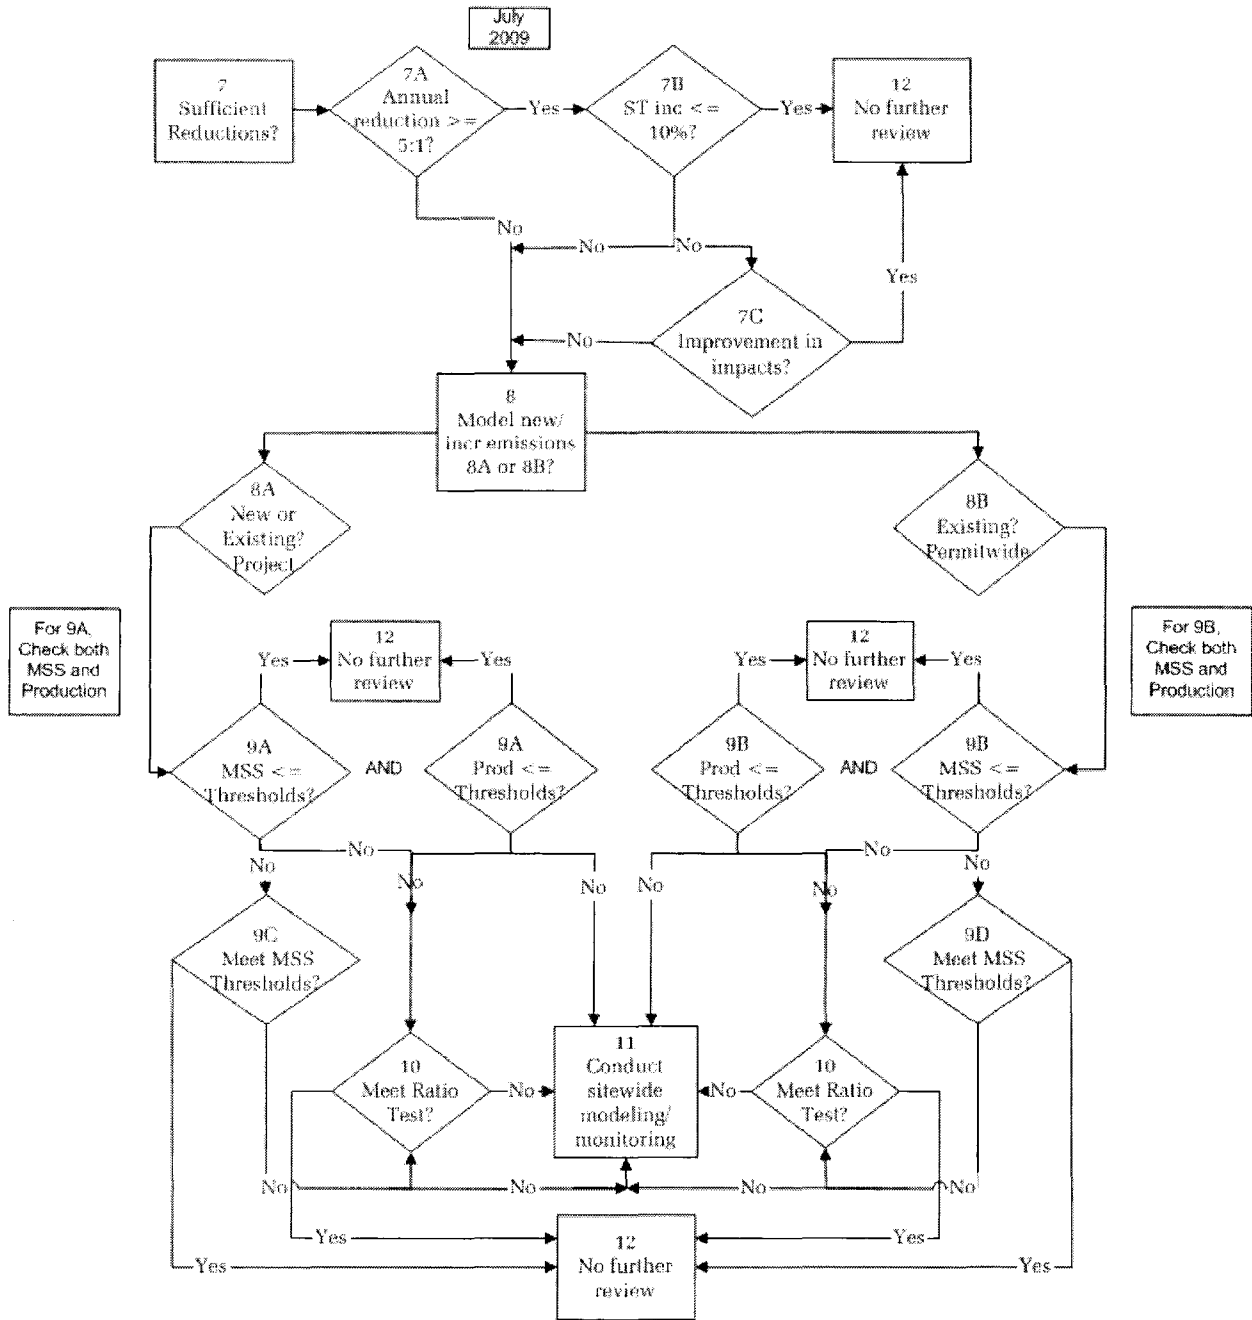 July
2009
7
Sufficient
Reductions?
7A
Annual
reduction >=
5:1?
Yes
7B
ST inc <=
10%?
Yes
12
No further
review
No
No
No
Yes
7C
Improvement in
impacts?
No
8
Model new/
incr emissions
8A or 8B?
8A
New or
Existing?
Project
8B
Existing?
Permitwide
For 9A,
Check both
MSS and
Production
For 9B,
Check both
MSS and
Production
Yes
12
No further
review
Yes
Yes
12
No further
review
Yes
9A
MSS <=
Thresholds?
AND
9A
Prod <=
Thresholds?
9B
Prod <=
Thresholds?
AND
9B
MSS <=
Thresholds?
No
No
No
No
No
No
No
No
9C
Meet MSS
Thresholds?
9D
Meet MSS
Thresholds?
10
Meet Ratio
Test?
No
11
Conduct
sitewide
modeling/
monitoring
No
10
Meet Ratio
Test?
No
No
No
No
Yes
12
No further
review
Yes
Yes
Yes